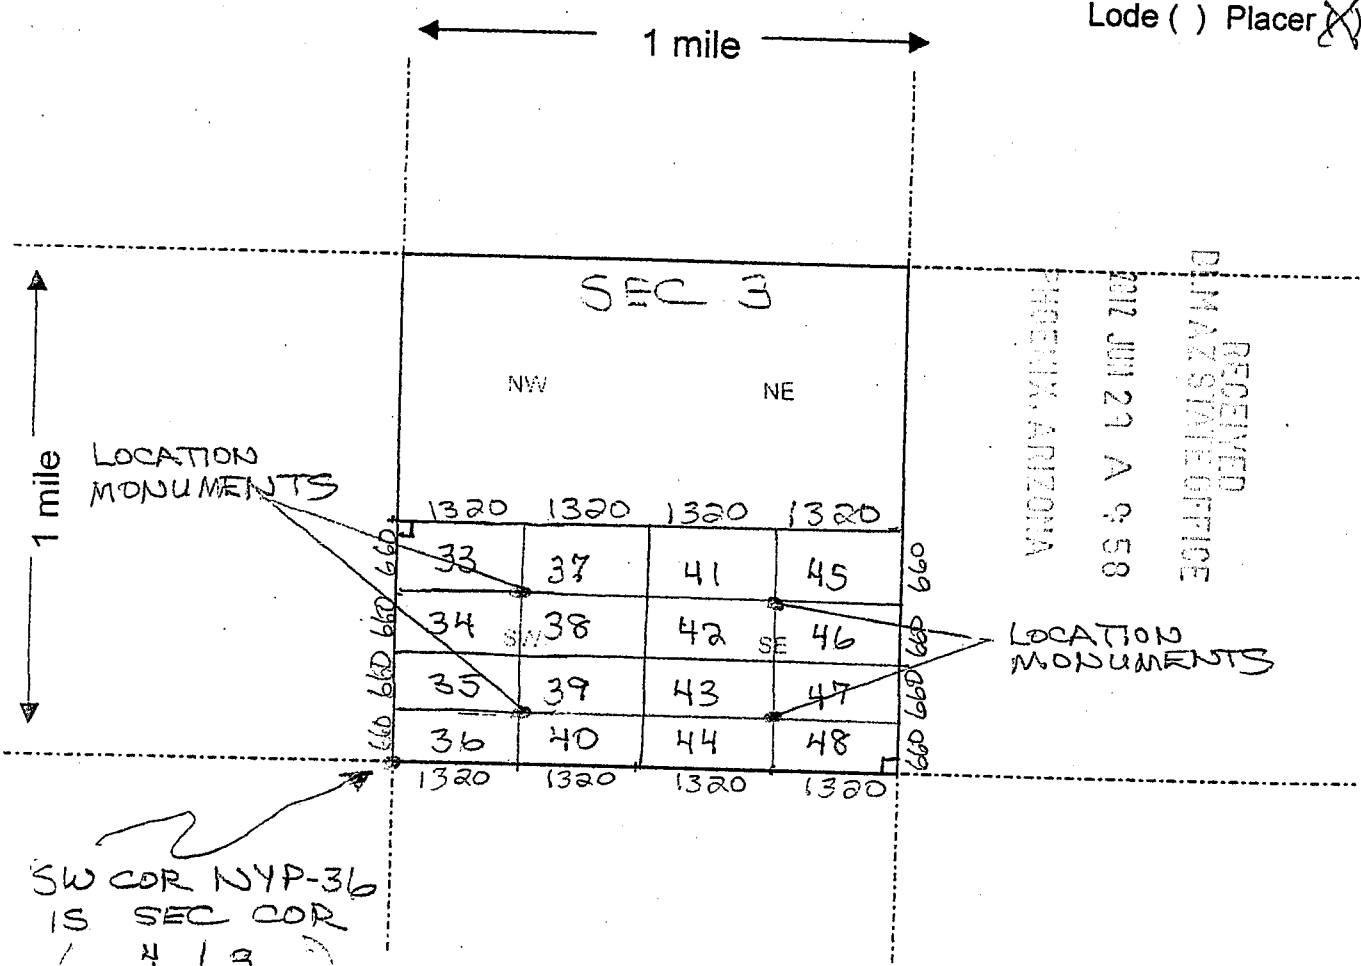 Lode ( ) Placer (X)
1 mile
SEC 3
NW NE
1 mile
LOCATION
MONUMENTS
1320 1320 1320 1320
660 33 37 41 45 660
660 34 SW 38 42 SE 46 660
660 35 39 43 47 660
660 36 40 44 48 660
1320 1320 1320 1320
LOCATION
MONUMENTS
SW COR NYP-36
IS SEC COR
4 | 3
RECEIVED
AZ STATE OFFICE
2012 JUN 29 A 9:58
PHOENIX, ARIZONA